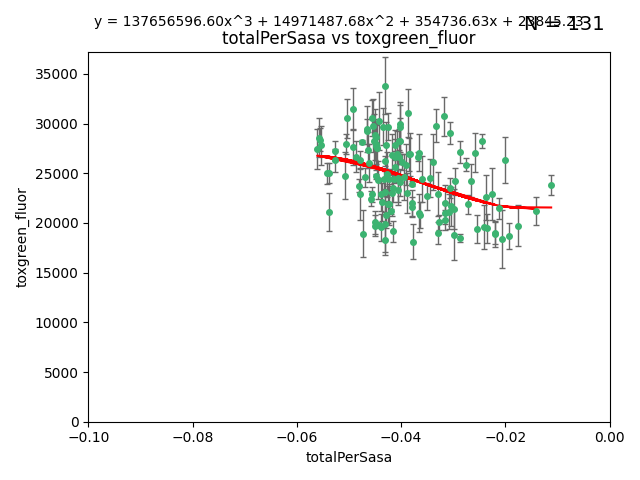 y = 137656596.60x^3 + 14971487.68x^2 + 354736.63x +
N = 131
totalPerSasa vs toxgreen_fluor
35000
30000
25000
20000
15000
10000
5000
0
toxgreen_fluor
−0.10 −0.08 −0.06 −0.04 −0.02 0.00
totalPerSasa